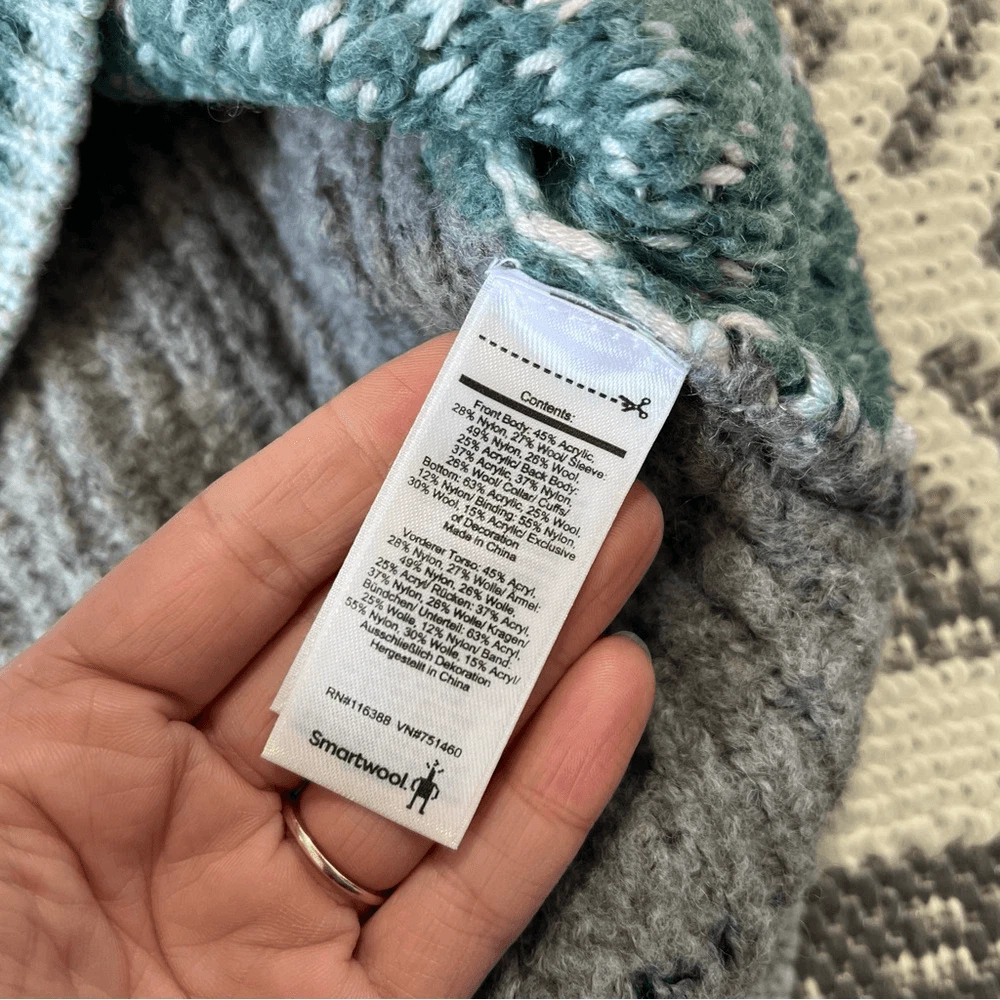 Contents:
Front Body: 45% Acrylic,
28% Nylon, 27% Wool/ Sleeve:
49% Nylon, 26% Wool,
25% Acrylic/ Back Body:
37% Acrylic, 37% Nylon,
26% Wool/ Collar/ Cuffs/
Bottom: 63% Acrylic, 25% Wool,
12% Nylon/ Binding: 55% Nylon,
30% Wool, 15% Acrylic/ Exclusive
of Decoration
Made in China
Vorderer Torso: 45% Acryl,
28% Nylon, 27% Wolle/ Ärmel:
49% Nylon, 26% Wolle,
25% Acryl/ Rücken: 37% Acryl,
37% Nylon, 26% Wolle/ Kragen/
Bündchen/ Unterteil: 63% Acryl,
25% Wolle, 12% Nylon/ Band:
55% Nylon, 30% Wolle, 15% Acryl/
Ausschließlich Dekoration
Hergestellt in China
RN#116388 VN#751460
Smartwool.